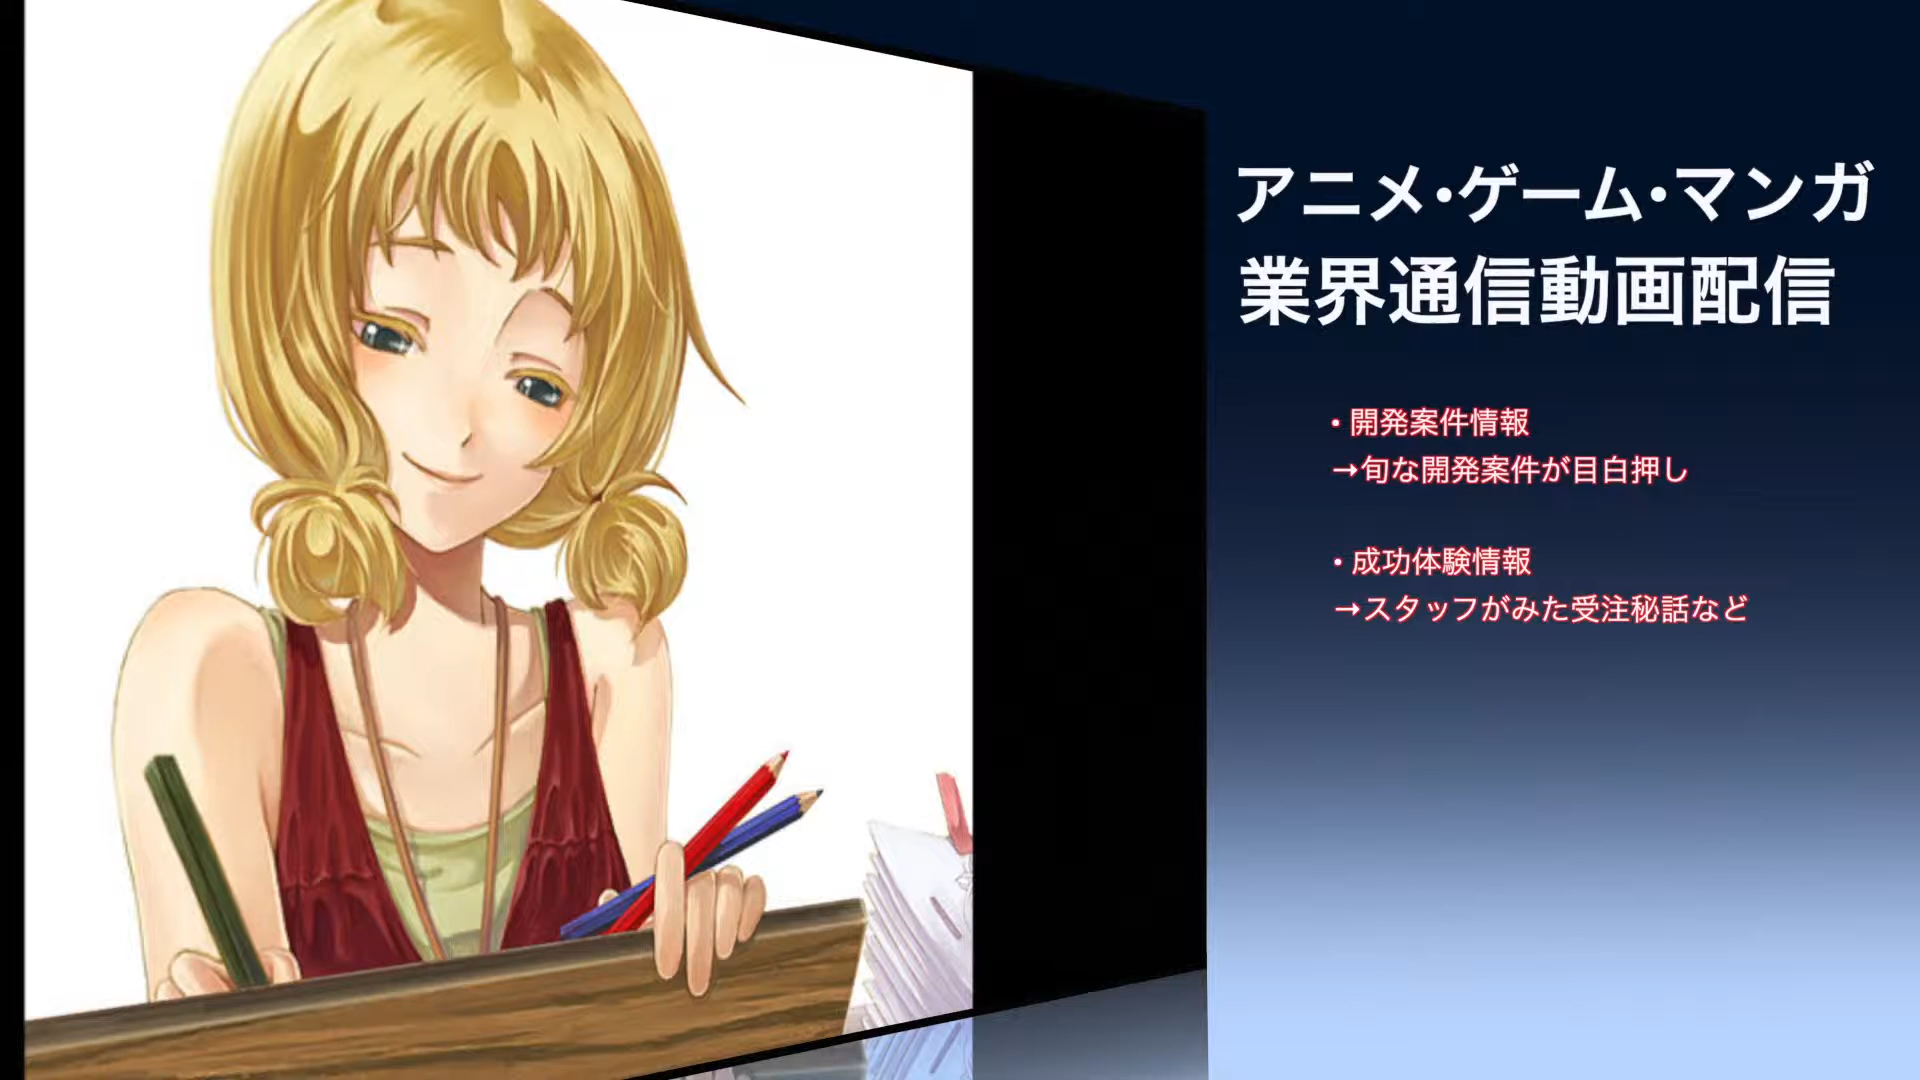 アニメ・ゲーム・マンガ
業界通信動画配信
・開発案件情報
→旬な開発案件が目白押し
・成功体験情報
→スタッフがみた受注秘話など